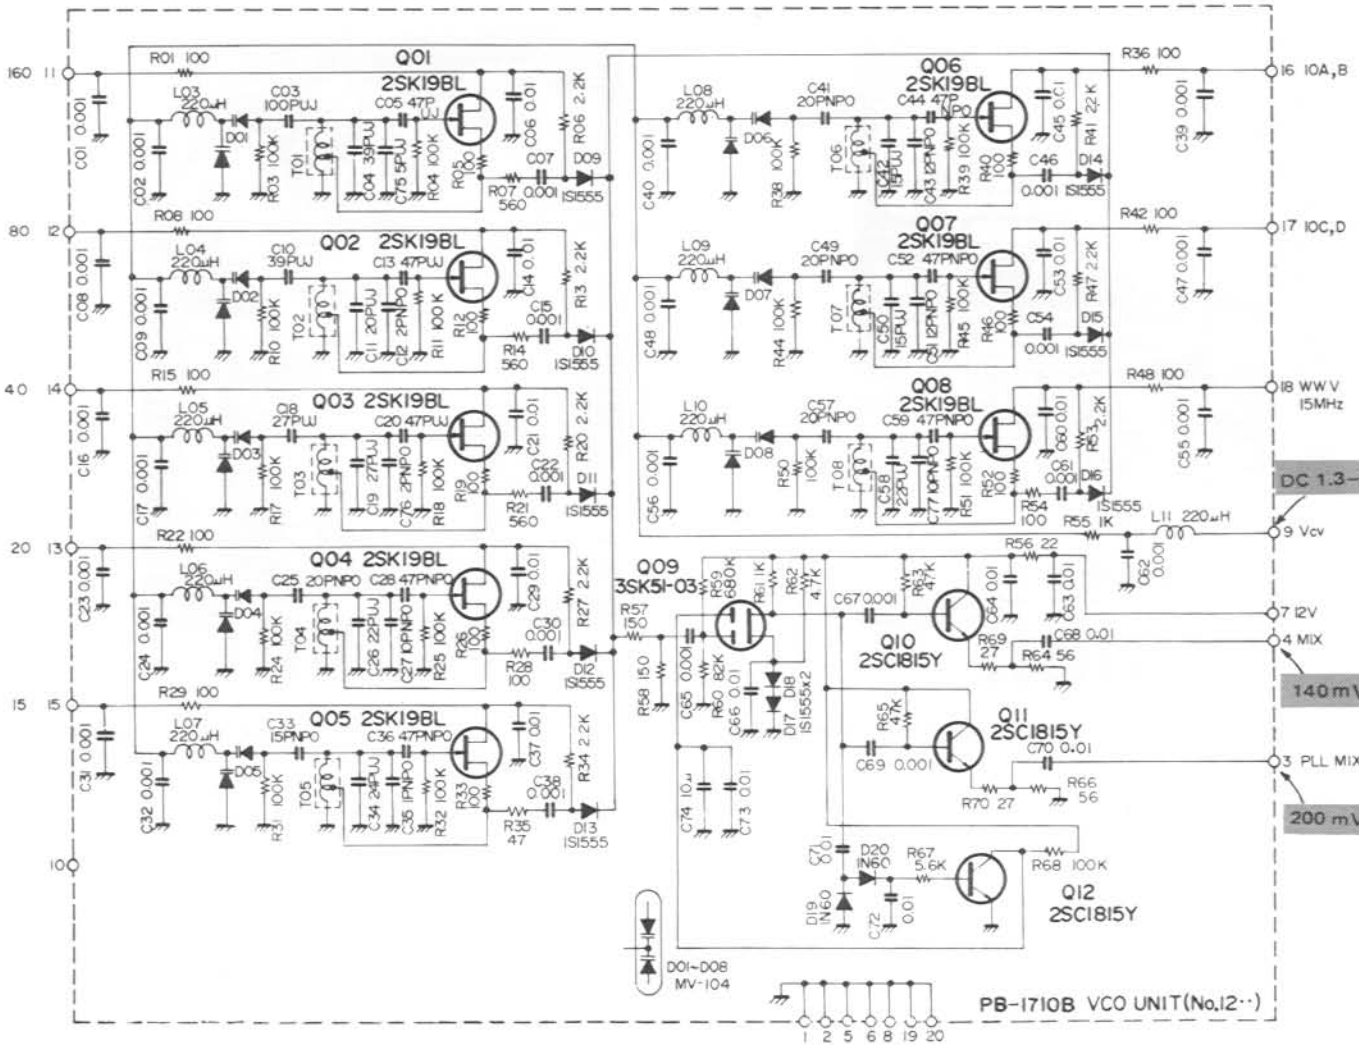 Q01
2SK19BL
R01 100
160 11
C01 0.001
L03
220μH
C02 0.001
D01
R03 100K
C03
100PUJ
T01
C04 39PUJ
C75 5PUJ
C05 47P
UJ
R04 100K
R05
100
C06 0.01
R06 2.2K
R07
560
C07
0.001
D09
1S1555
R08 100
80 12
C08 0.001
L04
220μH
C09 0.001
D02
R10 100K
C10
39PUJ
Q02 2SK19BL
T02
C11 20PUJ
C12 2PNPO
C13 47PUJ
R11 100K
R12
100
C14 0.01
R13 2.2K
R14
560
C15
0.001
D10
1S1555
R15 100
40 14
C16 0.001
L05
220μH
C17 0.001
D03
R17 100K
C18
27PUJ
Q03 2SK19BL
T03
C19 27PUJ
C76 2PNPO
C20 47PUJ
R18 100K
R19
100
C21 0.01
R20 2.2K
R21
560
C22
0.001
D11
1S1555
R22 100
20 13
C23 0.001
L06
220μH
C24 0.001
D04
R24 100K
C25 20PNPO
Q04 2SK19BL
T04
C26 22PUJ
C27 10PNPO
C28 47PNPO
R25 100K
R26
100
C29 0.01
R27 2.2K
R28
100
C30
0.001
D12
1S1555
R29 100
15 15
C31 0.001
L07
220μH
C32 0.001
D05
R31 100K
C33
15PNPO
Q05 2SK19BL
T05
C34 24PUJ
C35 1PNPO
C36 47PNPO
R32 100K
R33
100
C37 0.01
R34 2.2K
R35
47
C38
0.001
D13
1S1555
10
Q06
2SK19BL
R36 100
16 10A,B
C39 0.001
L08
220μH
C40 0.001
D06
R38 100K
C41
20PNPO
T06
C42
15PUJ
C43 12PNPO
C44 47P
NPO
R39 100K
R40
100
C45 0.01
R41 22K
C46
0.001
D14
1S1555
Q07
2SK19BL
R42 100
17 10C,D
C47 0.001
L09
220μH
C48 0.001
D07
R44 100K
C49
20PNPO
T07
C50
15PUJ
C51 12PNPO
C52 47PNPO
R45 100K
R46
100
C53 0.01
R47 2.2K
C54
0.001
D15
1S1555
Q08
2SK19BL
R48 100
18 WWV
15MHz
C55 0.001
L10
220μH
C56 0.001
D08
R50
100K
C57
20PNPO
T08
C58
22PUJ
C77 10PNPO
C59 47PNPO
R51 100K
R52
100
C60 0.01
R53
2.2K
R54
100
C61
0.001
D16
1S1555
DC 1.3-
R55 1K
L11 220μH
9 Vcv
C62
0.001
R56 22
C64 0.01
C63 0.01
7 12V
Q09
3SK51-03
R57
150
R58 150
C65 0.001
R59
680K
R60 82K
R61 1K
R62
4.7K
C66 0.01
D18
D17
1S1555x2
C67 0.001
R63
47K
Q10
2SC1815Y
R69
27
C68 0.01
R64 56
4 MIX
140 mV
R65
47K
Q11
2SC1815Y
C69 0.001
C70 0.01
R70 27
R66
56
3 PLL MIX
200 mV
C74 10μ
C73 0.01
C71
0.01
D20
1N60
D19
1N60
C72
0.01
R67
5.6K
R68 100K
Q12
2SC1815Y
D01~D08
MV-104
PB-1710B VCO UNIT(No.12··)
1 2 5 6 8 19 20